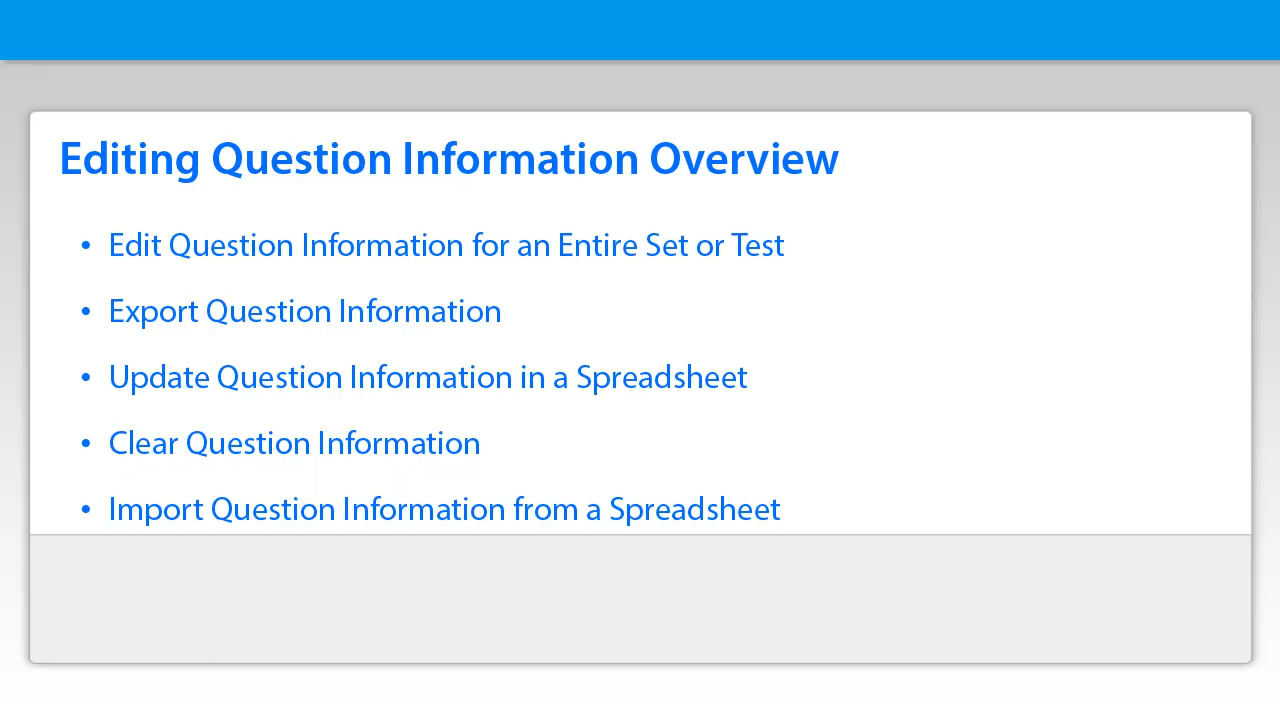 Editing Question Information Overview
• Edit Question Information for an Entire Set or Test
• Export Question Information
• Update Question Information in a Spreadsheet
• Clear Question Information
• Import Question Information from a Spreadsheet